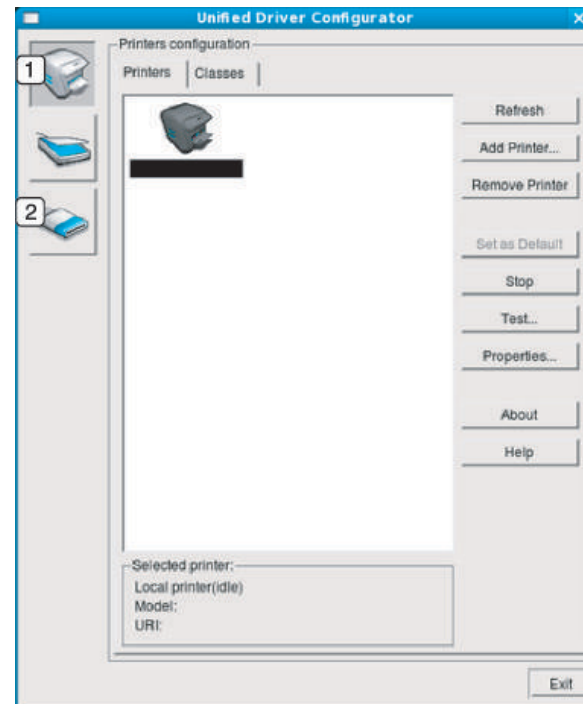 Unified Driver Configurator
1
2
Printers configuration
Printers
Classes
Refresh
Add Printer...
Remove Printer
Set as Default
Stop
Test...
Properties...
About
Help
Selected printer:
Local printer(idle)
Model:
URI:
Exit